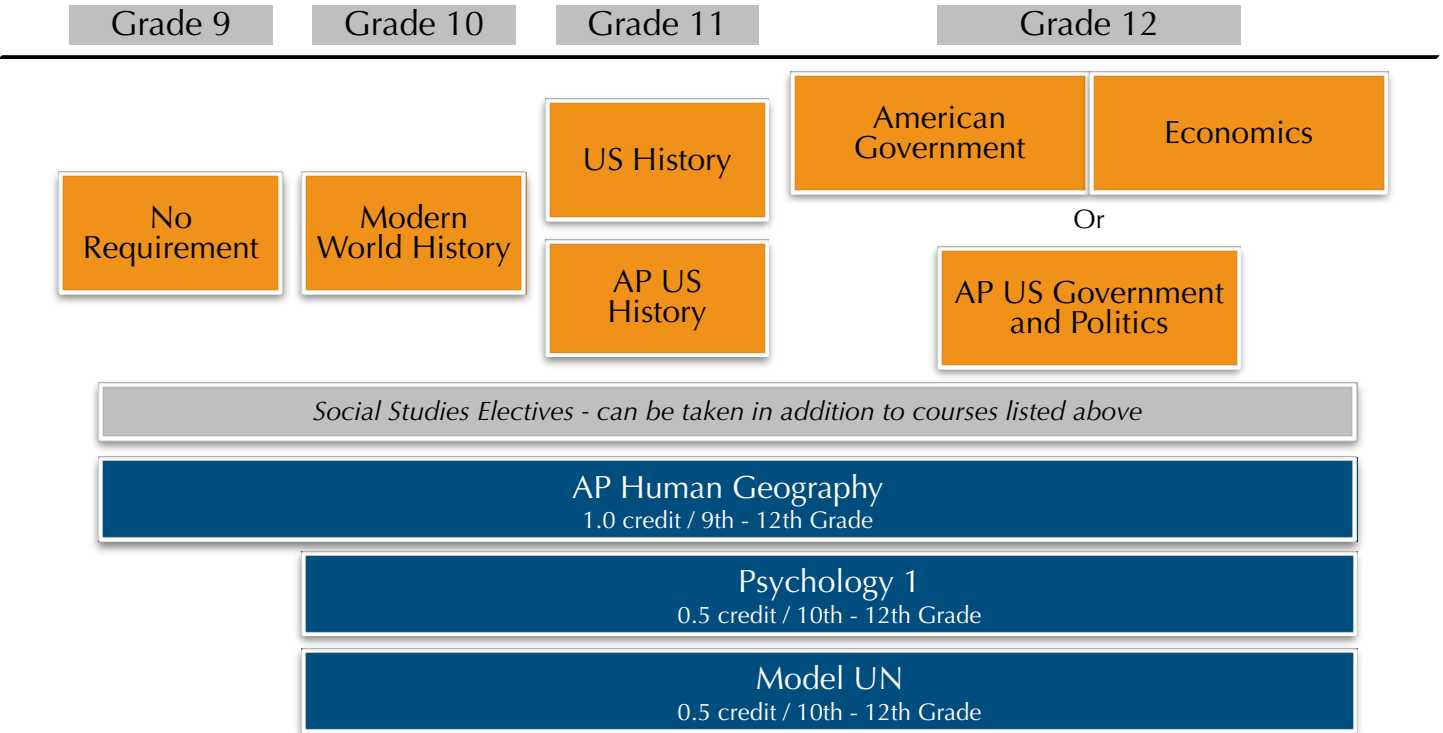 Grade 9
Grade 10
Grade 11
Grade 12
No
Requirement
Modern
World History
US History
AP US
History
American
Government
Economics
Or
AP US Government
and Politics
Social Studies Electives - can be taken in addition to courses listed above
AP Human Geography
1.0 credit / 9th - 12th Grade
Psychology 1
0.5 credit / 10th - 12th Grade
Model UN
0.5 credit / 10th - 12th Grade